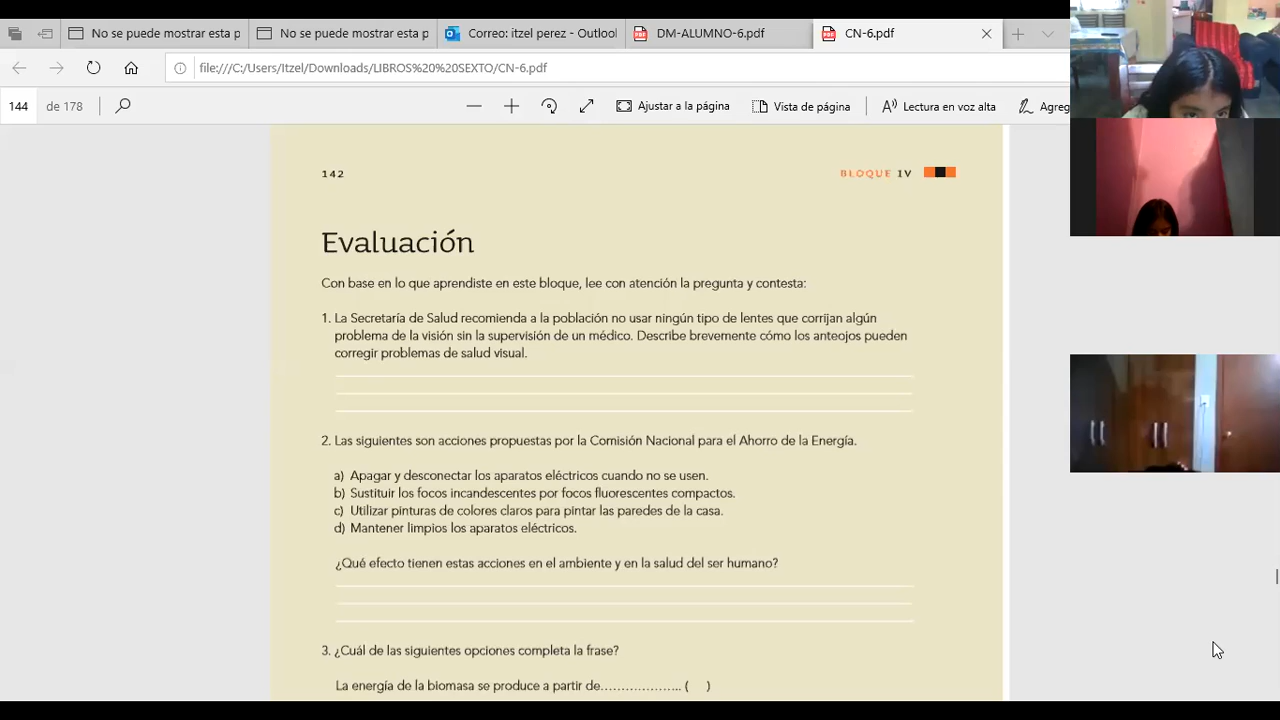 No se puede mostrar esta p
No se puede mostrar esta p
Correo: itzel perez - Outlool
DM-ALUMNO-6.pdf
CN-6.pdf
file:///C:/Users/Itzel/Downloads/LIBROS%20%20SEXTO/CN-6.pdf
144 de 178
Ajustar a la página
Vista de página
Lectura en voz alta
Agreg
142
BLOQUE IV
Evaluación
Con base en lo que aprendiste en este bloque, lee con atención la pregunta y contesta:
1. La Secretaría de Salud recomienda a la población no usar ningún tipo de lentes que corrijan algún
problema de la visión sin la supervisión de un médico. Describe brevemente cómo los anteojos pueden
corregir problemas de salud visual.
2. Las siguientes son acciones propuestas por la Comisión Nacional para el Ahorro de la Energía.
a) Apagar y desconectar los aparatos eléctricos cuando no se usen.
b) Sustituir los focos incandescentes por focos fluorescentes compactos.
c) Utilizar pinturas de colores claros para pintar las paredes de la casa.
d) Mantener limpios los aparatos eléctricos.
¿Qué efecto tienen estas acciones en el ambiente y en la salud del ser humano?
3. ¿Cuál de las siguientes opciones completa la frase?
La energía de la biomasa se produce a partir de……………….. ( )